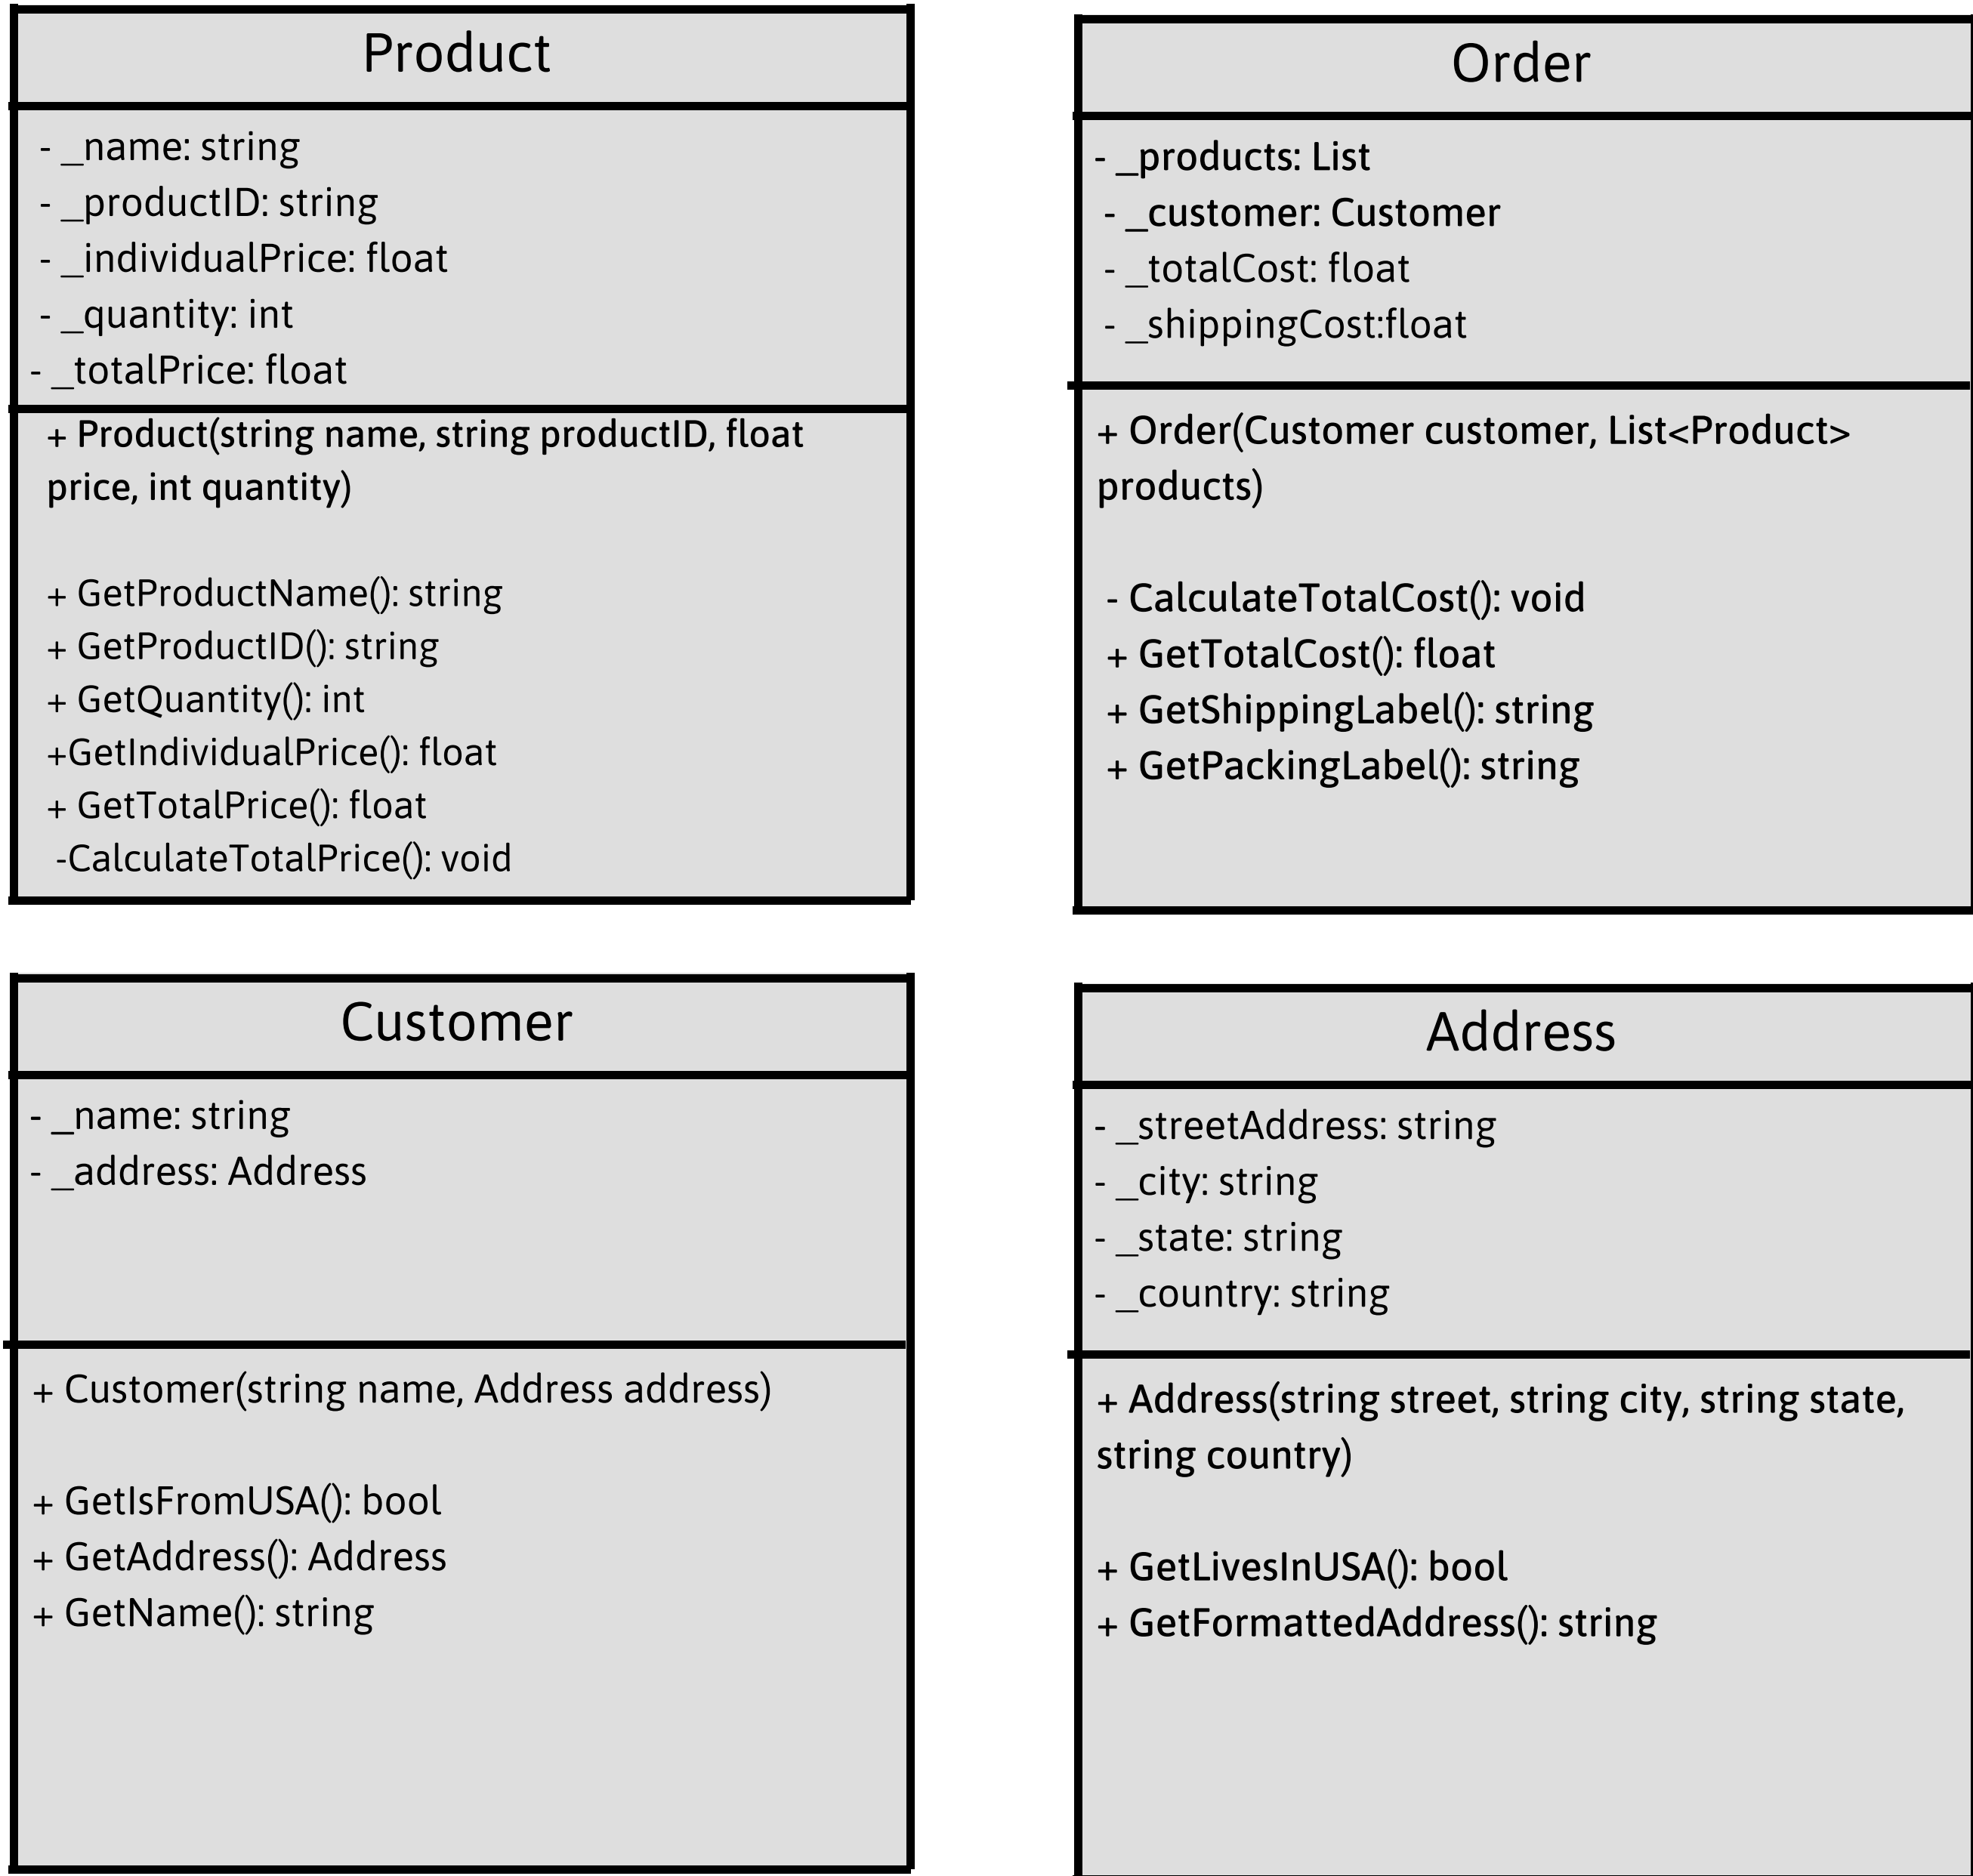 Product
- _name: string
- _productID: string
- _individualPrice: float
- _quantity: int
- _totalPrice: float
+ Product(string name, string productID, float
price, int quantity)
+ GetProductName(): string
+ GetProductID(): string
+ GetQuantity(): int
+GetIndividualPrice(): float
+ GetTotalPrice(): float
-CalculateTotalPrice(): void
Order
- _products: List
- _customer: Customer
- _totalCost: float
- _shippingCost:float
+ Order(Customer customer, List<Product>
products)
- CalculateTotalCost(): void
+ GetTotalCost(): float
+ GetShippingLabel(): string
+ GetPackingLabel(): string
Customer
- _name: string
- _address: Address
+ Customer(string name, Address address)
+ GetIsFromUSA(): bool
+ GetAddress(): Address
+ GetName(): string
Address
- _streetAddress: string
- _city: string
- _state: string
- _country: string
+ Address(string street, string city, string state,
string country)
+ GetLivesInUSA(): bool
+ GetFormattedAddress(): string